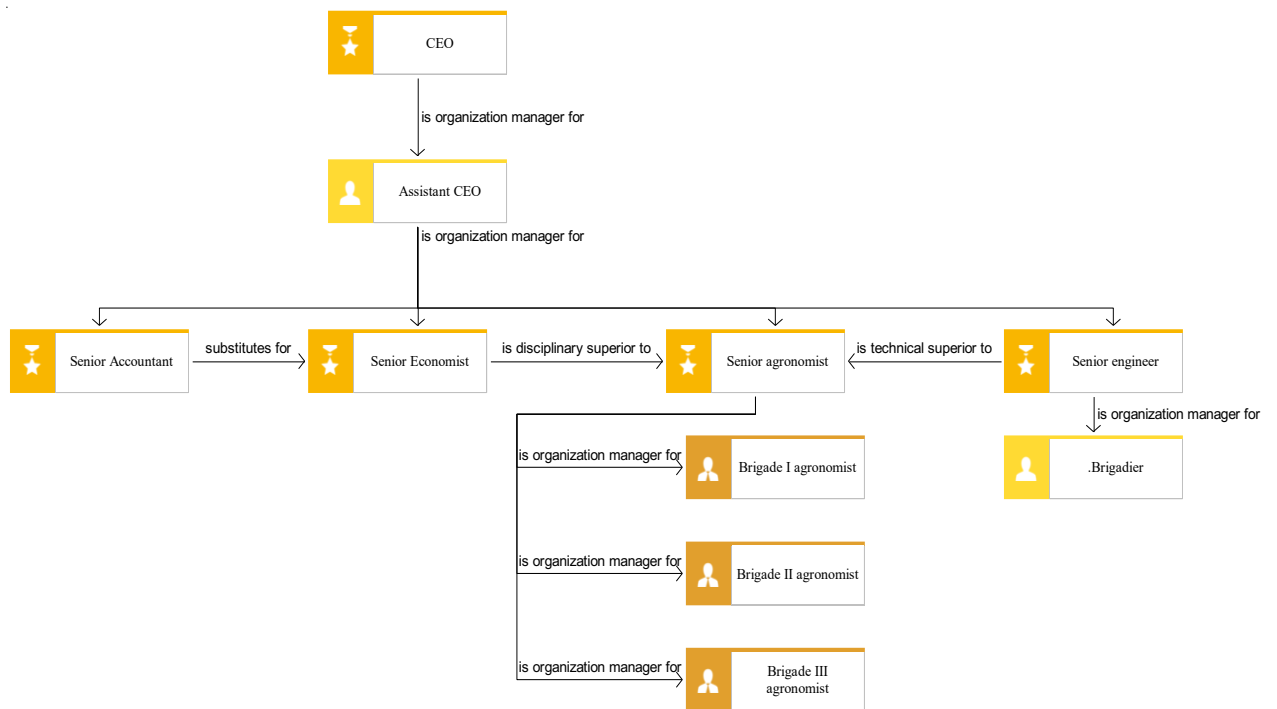 .
CEO
is organization manager for
Assistant CEO
is organization manager for
Senior Accountant
substitutes for
Senior Economist
is disciplinary superior to
Senior agronomist
is technical superior to
Senior engineer
is organization manager for
is organization manager for
Brigade I agronomist
.Brigadier
is organization manager for
Brigade II agronomist
is organization manager for
Brigade III
agronomist